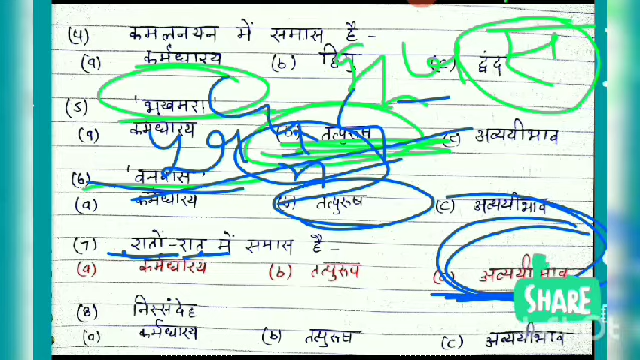 (4) कमलनयन में समास है -
(a) कर्मधारय (b) द्विगु (c) द्वंद
(5) 'भुखमरा'
(a) कर्मधारय (b) तत्पुरूष (c) अव्ययीभाव
(6) 'वनवास'
(a) कर्मधारय (b) तत्पुरूष (c) अव्ययीभाव
(7) रातों-रात में समास है -
(a) कर्मधारय (b) तत्पुरूष (c) अव्ययीभाव
SHARE
(8) निस्संदेह
(a) कर्मधारय (b) तत्पुरूष (c) अव्ययीभाव